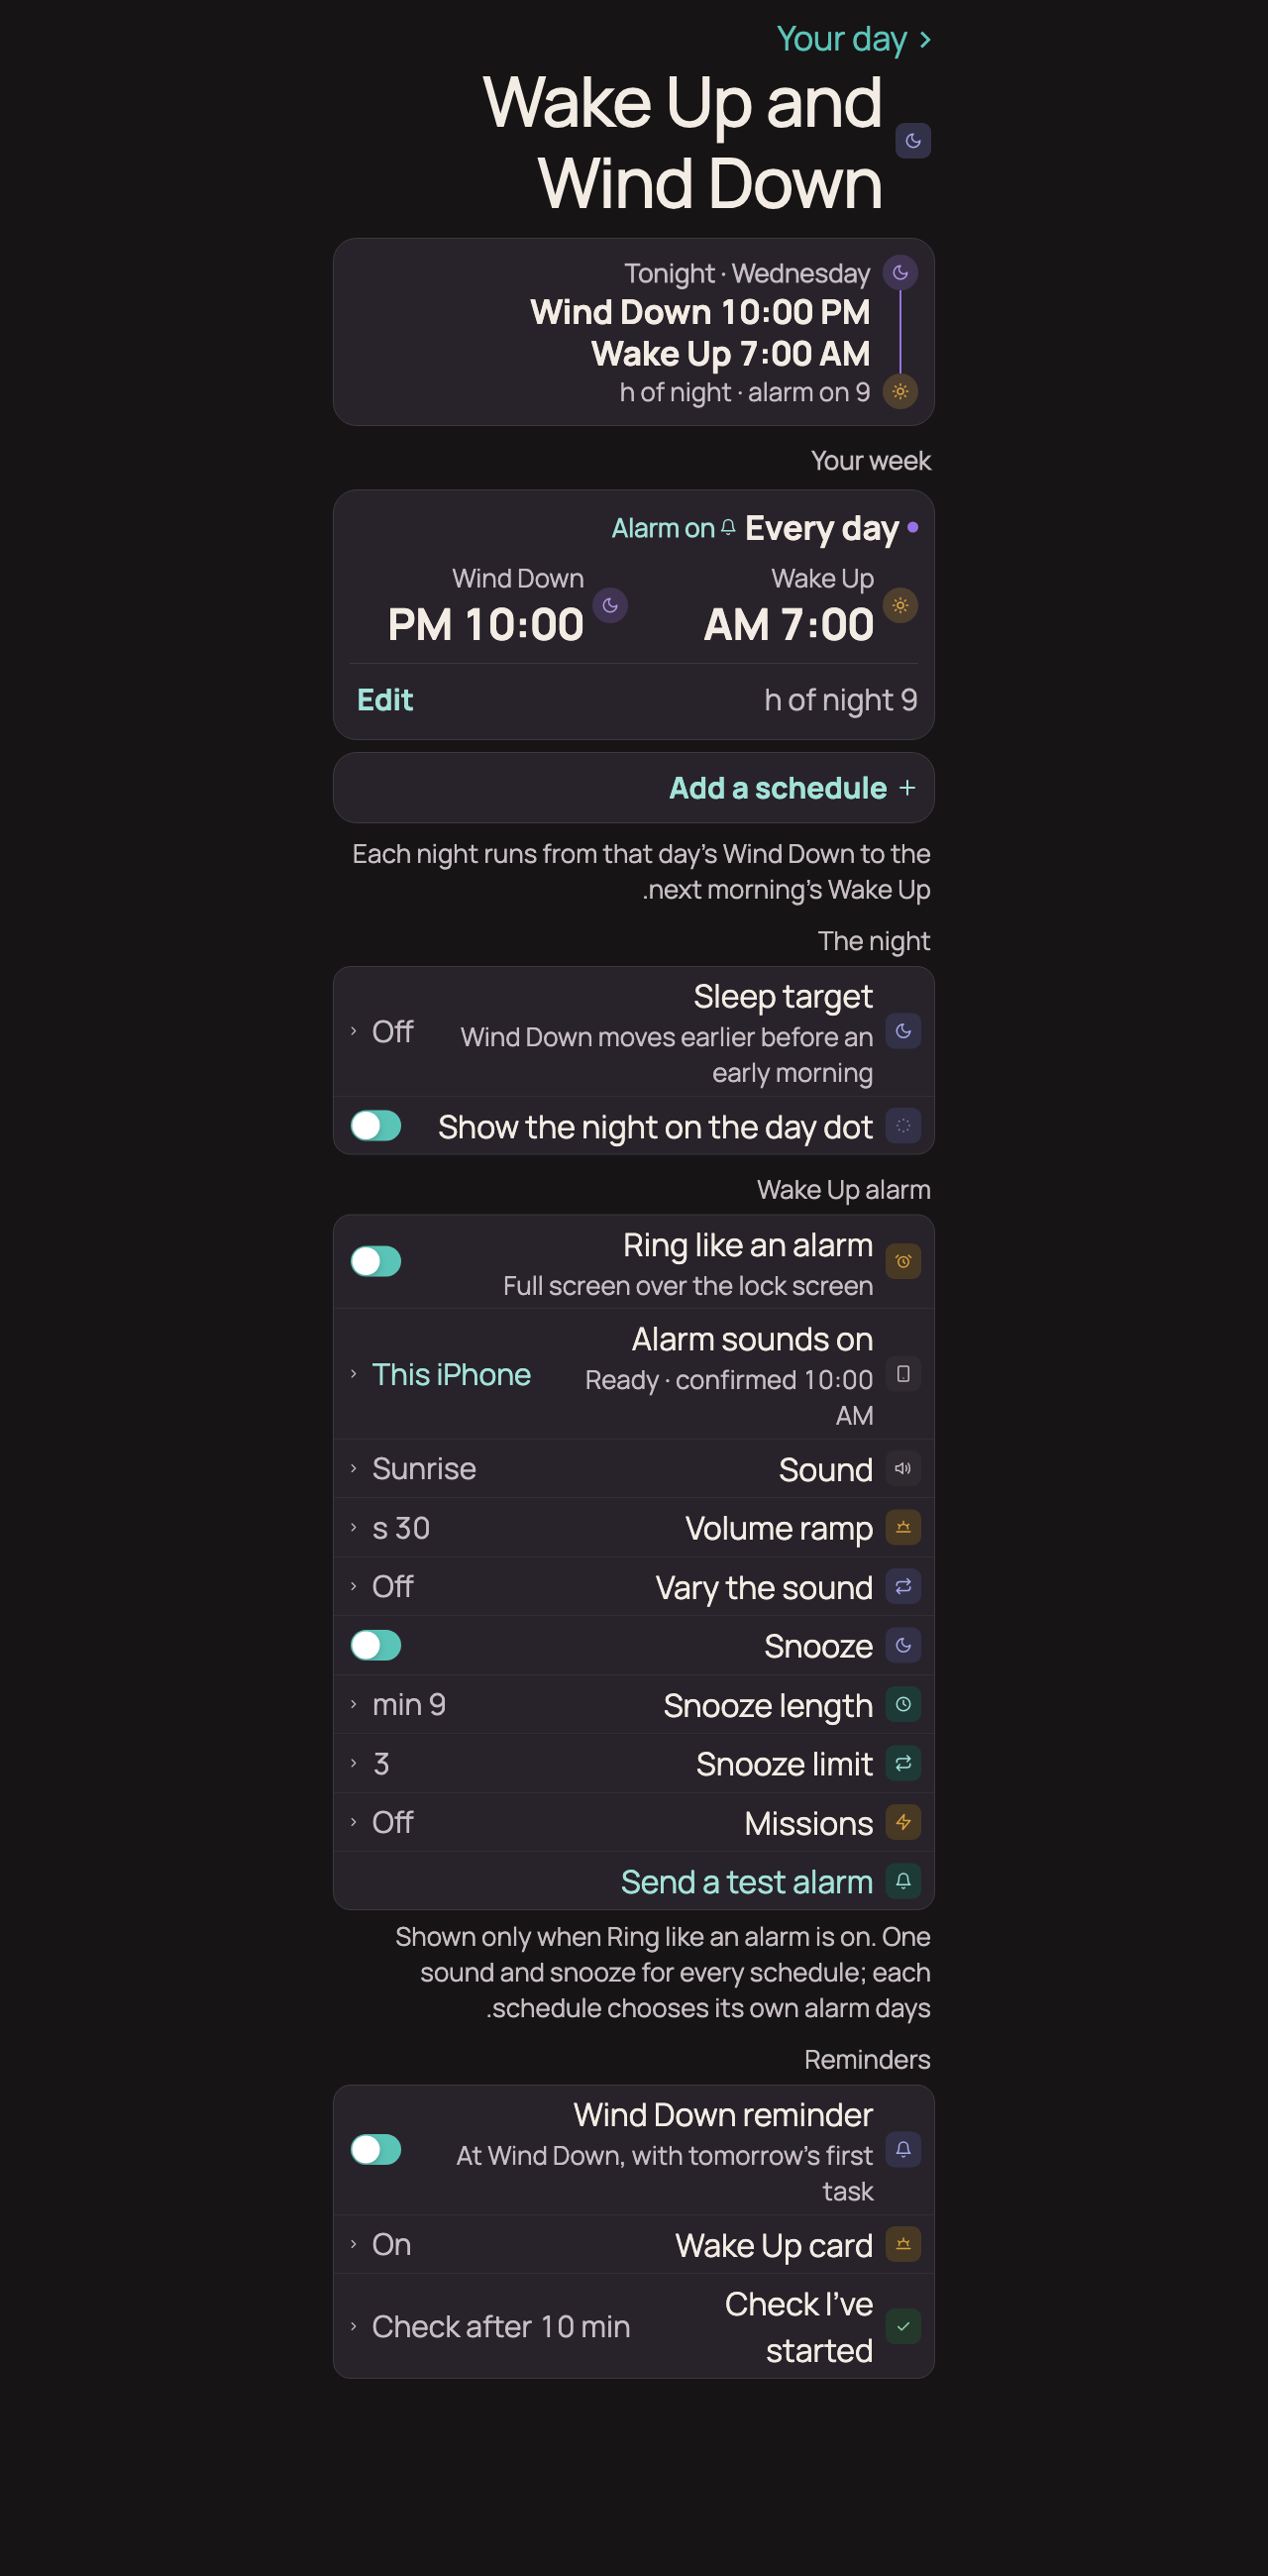 Your day
Wake Up and
Wind Down
Tonight · Wednesday
Wind Down 10:00 PM
Wake Up 7:00 AM
h of night · alarm on 9
Your week
Every day
Alarm on
Wake Up
AM 7:00
Wind Down
PM 10:00
h of night 9
Edit
Add a schedule
Each night runs from that day's Wind Down to the
.next morning's Wake Up
The night
Sleep target
Wind Down moves earlier before an
early morning
Off
Show the night on the day dot
Wake Up alarm
Ring like an alarm
Full screen over the lock screen
Alarm sounds on
Ready · confirmed 10:00
AM
This iPhone
Sound
Sunrise
Volume ramp
s 30
Vary the sound
Off
Snooze
Snooze length
min 9
Snooze limit
3
Missions
Off
Send a test alarm
Shown only when Ring like an alarm is on. One
sound and snooze for every schedule; each
.schedule chooses its own alarm days
Reminders
Wind Down reminder
At Wind Down, with tomorrow's first
task
Wake Up card
On
Check I've
started
Check after 10 min